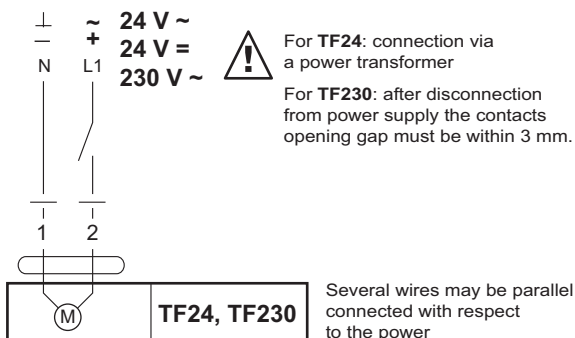 ⊥ ~ 24 V ~
– + 24 V =
N L1 230 V ~
For TF24: connection via
a power transformer
For TF230: after disconnection
from power supply the contacts
opening gap must be within 3 mm.
1 2
M
TF24, TF230
Several wires may be parallel
connected with respect
to the power